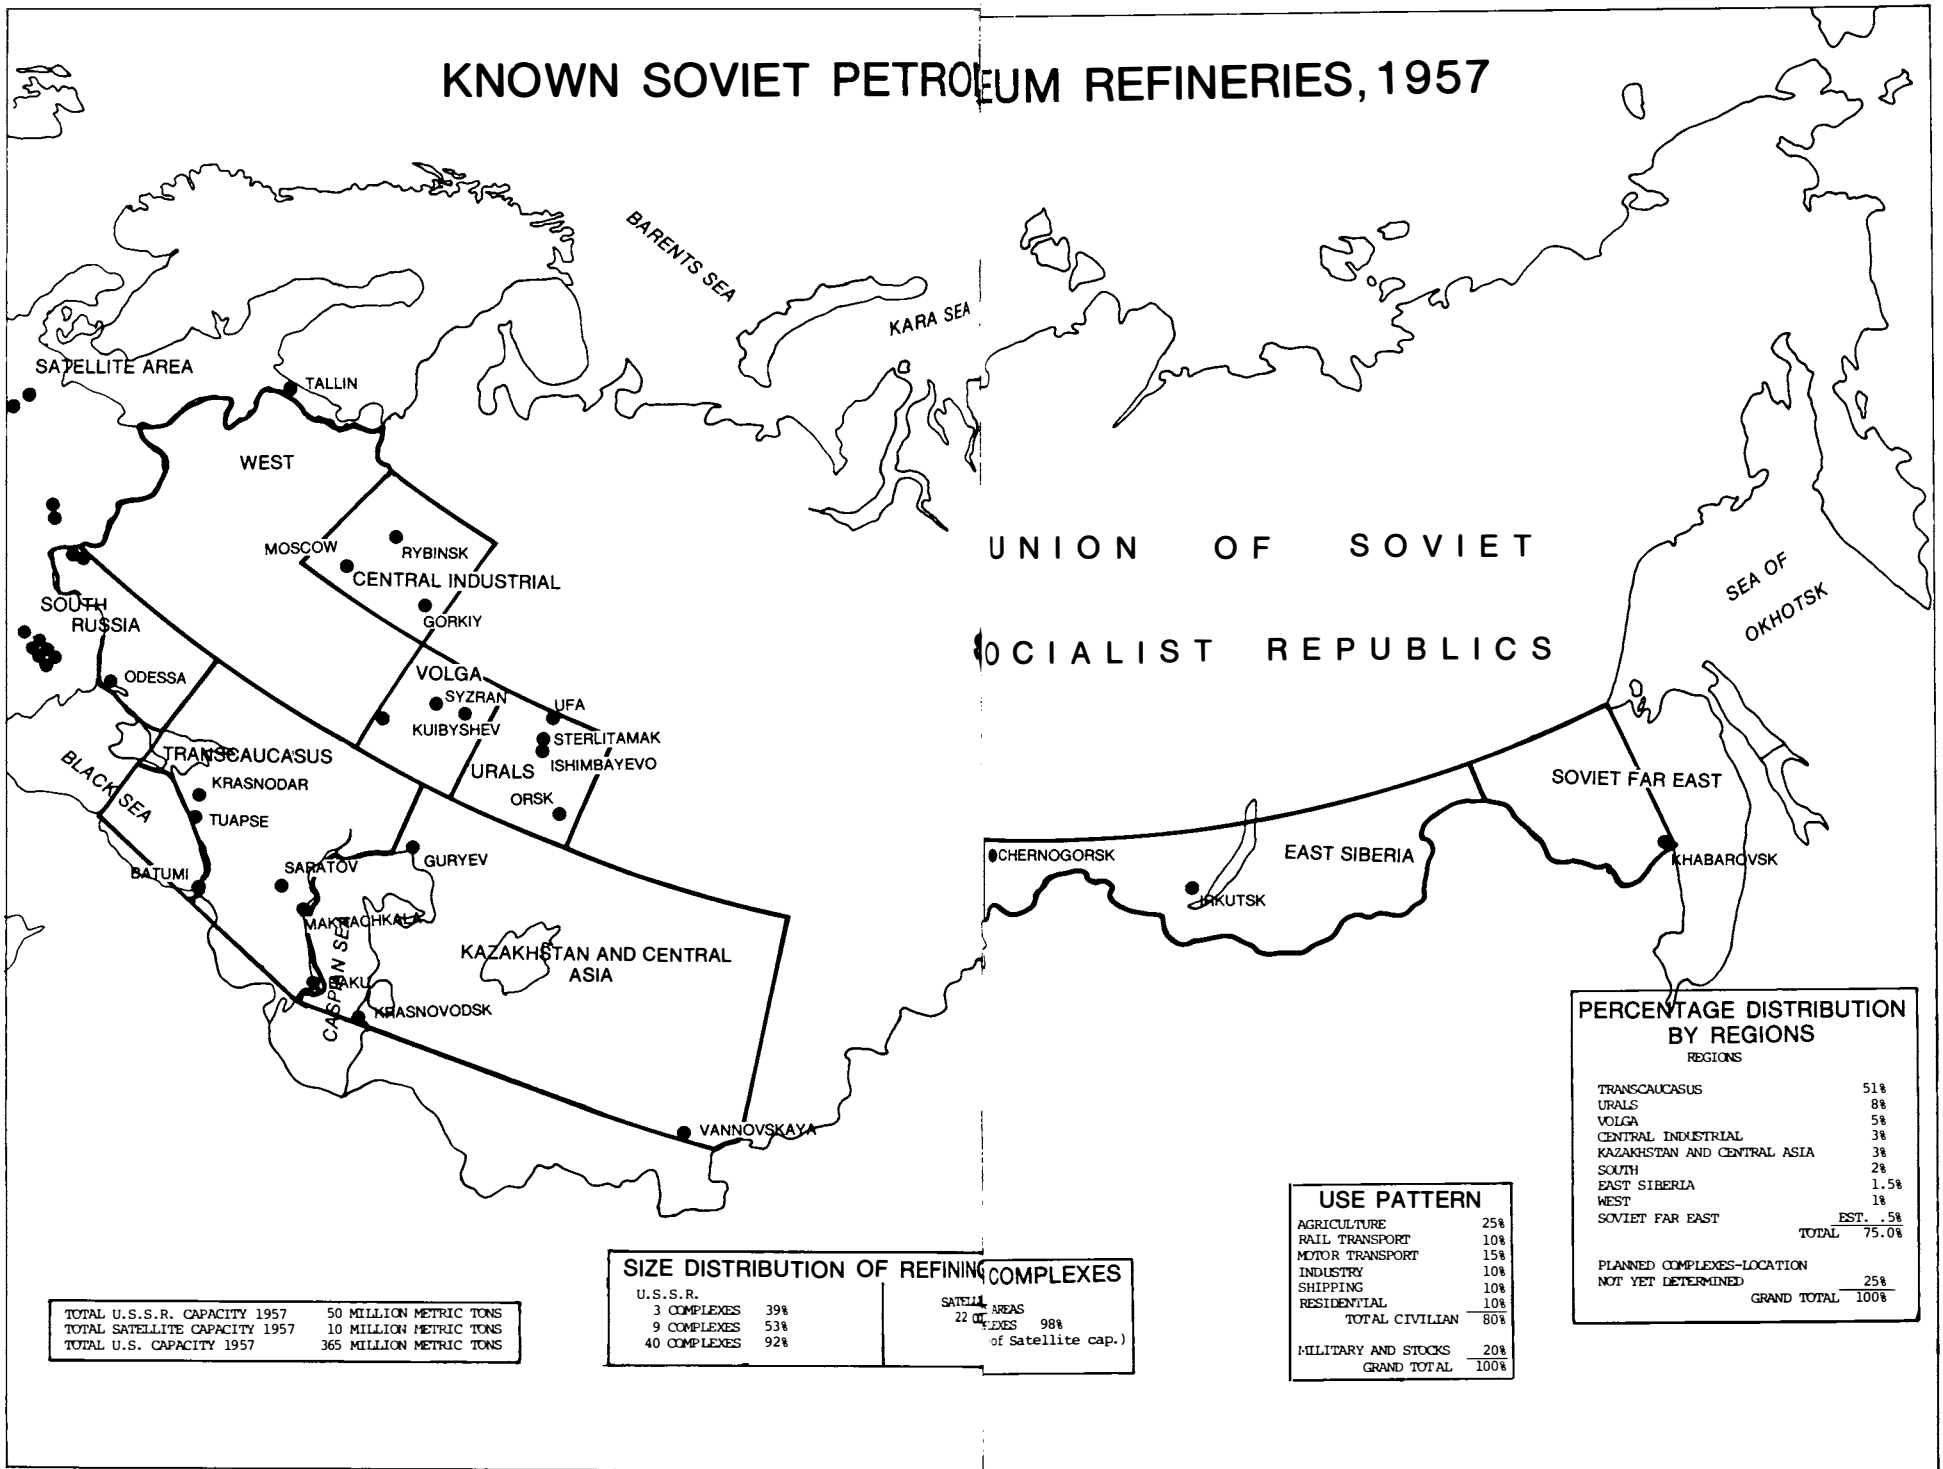 KNOWN SOVIET PETROLEUM REFINERIES, 1957
BARENTS SEA
KARA SEA
SATELLITE AREA
TALLIN
WEST
MOSCOW
RYBINSK
CENTRAL INDUSTRIAL
GORKIY
UNION OF SOVIET
SOCIALIST REPUBLICS
SEA OF
OKHOTSK
SOUTH
RUSSIA
ODESSA
VOLGA
SYZRAN
KUIBYSHEV
UFA
STERLITAMAK
ISHIMBAYEVO
URALS
ORSK
BLACK SEA
TRANSCAUCASUS
KRASNODAR
TUAPSE
BATUMI
SARATOV
GURYEV
MAKHACHKALA
CASPIAN SEA
BAKU
KRASNOVODSK
KAZAKHSTAN AND CENTRAL
ASIA
VANNOVSKAYA
CHERNOGORSK
IRKUTSK
EAST SIBERIA
SOVIET FAR EAST
KHABAROVSK
PERCENTAGE DISTRIBUTION
BY REGIONS
REGIONS
TRANSCAUCASUS 51%
URALS 8%
VOLGA 5%
CENTRAL INDUSTRIAL 3%
KAZAKHSTAN AND CENTRAL ASIA 3%
SOUTH 2%
EAST SIBERIA 1.5%
WEST 1%
SOVIET FAR EAST EST. .5%
TOTAL 75.0%
PLANNED COMPLEXES-LOCATION
NOT YET DETERMINED 25%
GRAND TOTAL 100%
USE PATTERN
AGRICULTURE 25%
RAIL TRANSPORT 10%
MOTOR TRANSPORT 15%
INDUSTRY 10%
SHIPPING 10%
RESIDENTIAL 10%
TOTAL CIVILIAN 80%
MILITARY AND STOCKS 20%
GRAND TOTAL 100%
SIZE DISTRIBUTION OF REFINING COMPLEXES
U.S.S.R.
3 COMPLEXES 39%
9 COMPLEXES 53%
40 COMPLEXES 92%
SATELL AREAS
22 CO LEXES 98%
of Satellite cap.)
TOTAL U.S.S.R. CAPACITY 1957 50 MILLION METRIC TONS
TOTAL SATELLITE CAPACITY 1957 10 MILLION METRIC TONS
TOTAL U.S. CAPACITY 1957 365 MILLION METRIC TONS